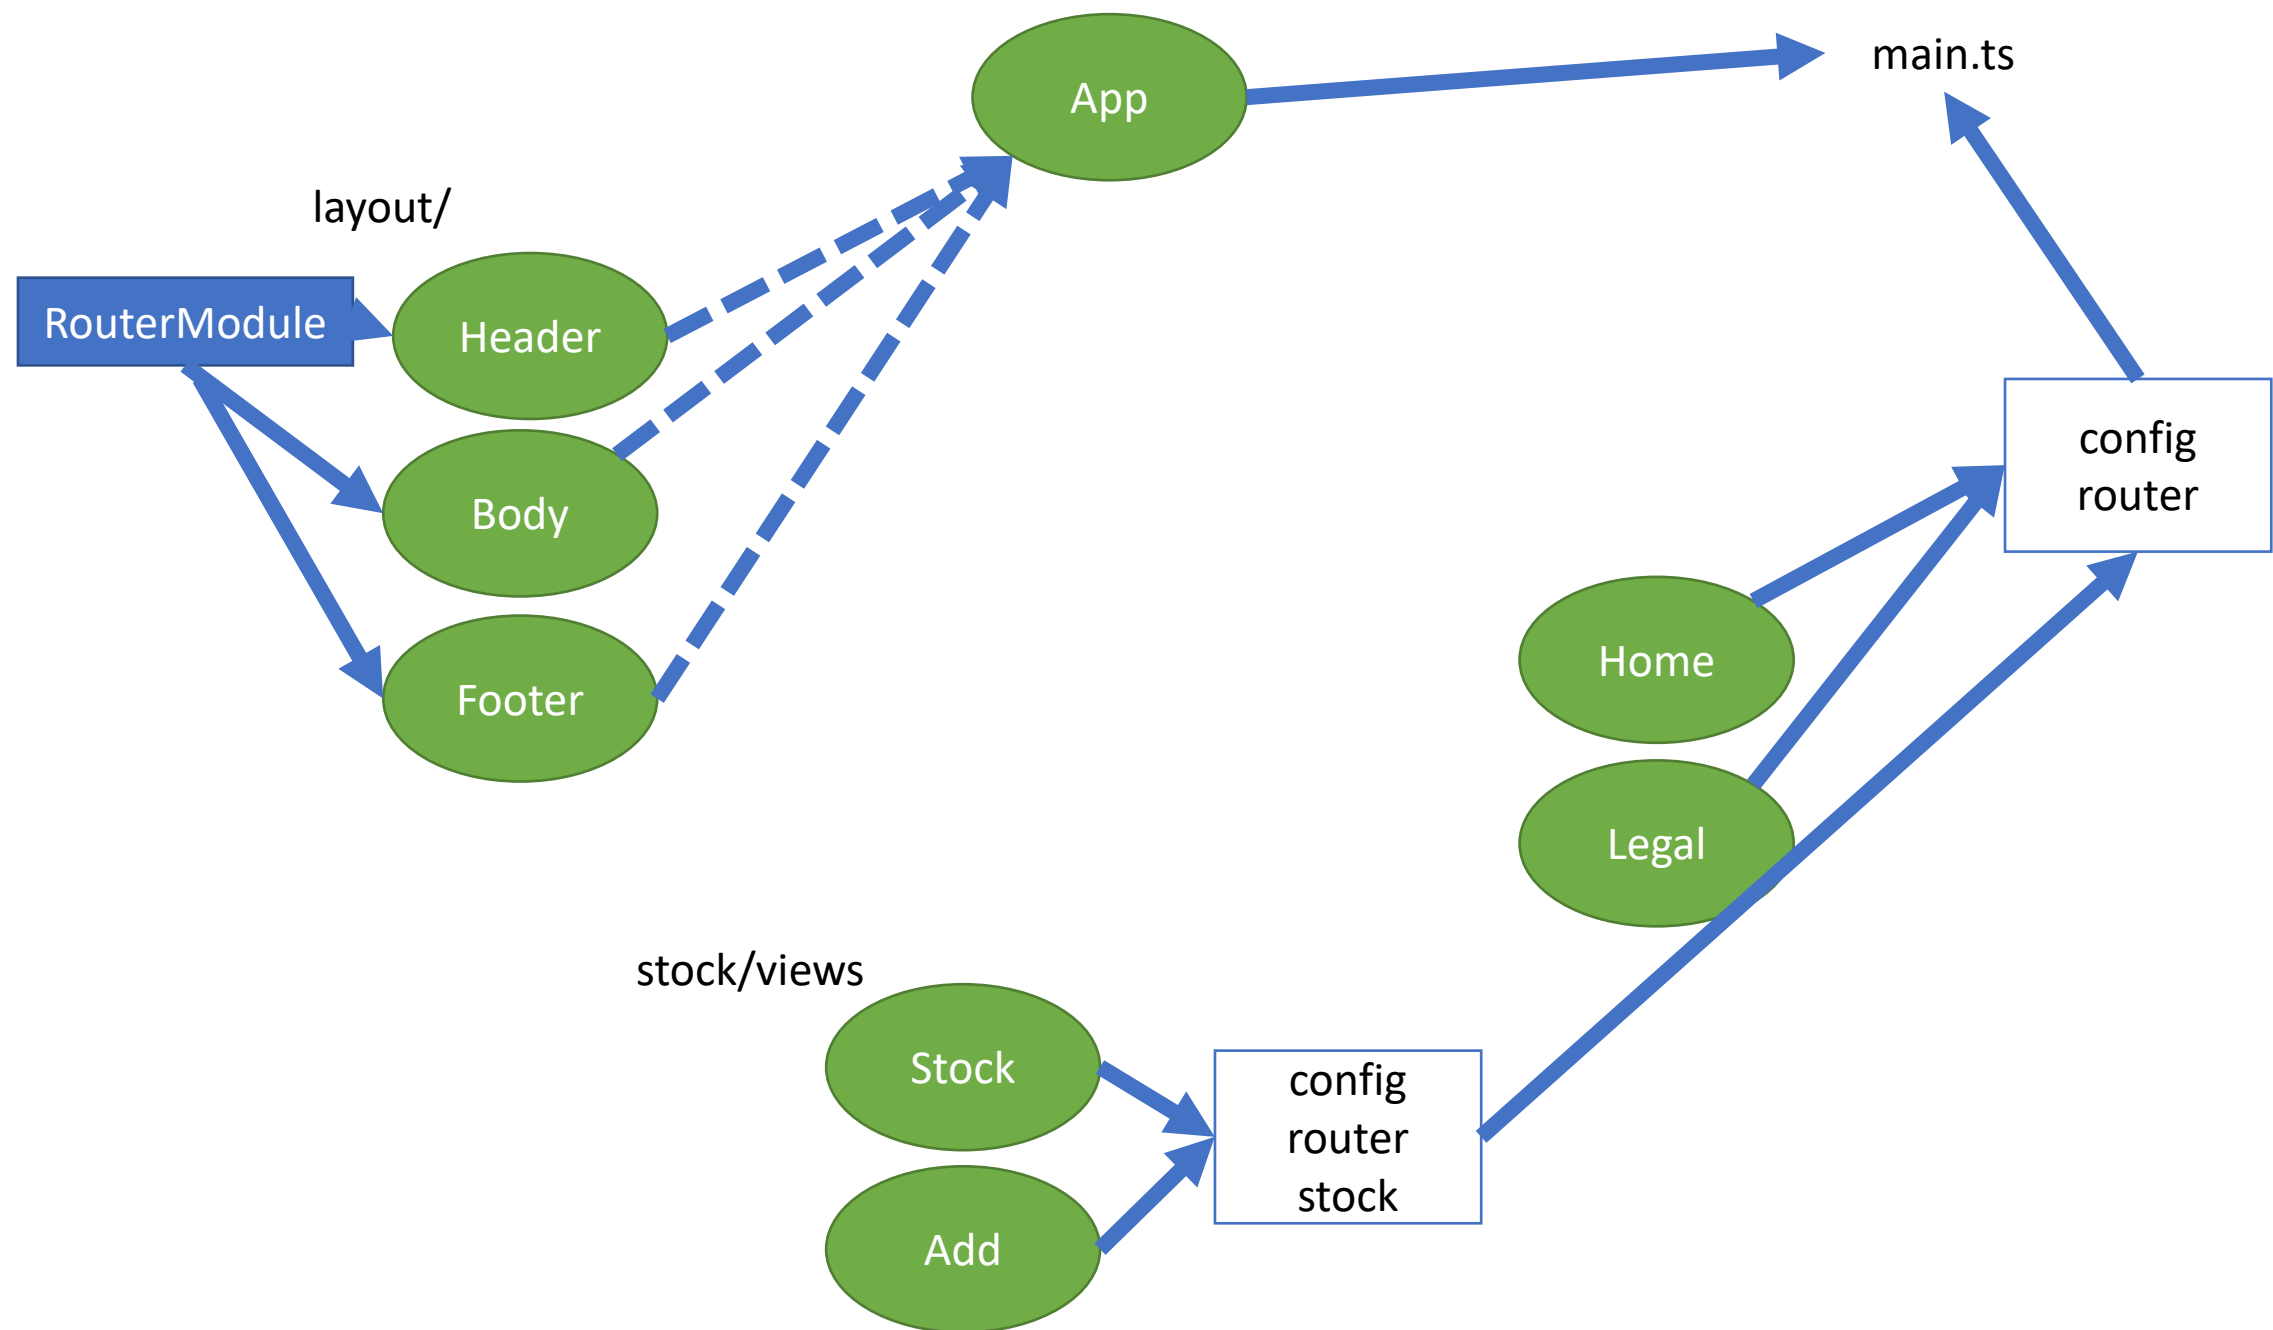 App
main.ts
layout/
RouterModule
Header
Body
Footer
config
router
Home
Legal
stock/views
Stock
Add
config
router
stock